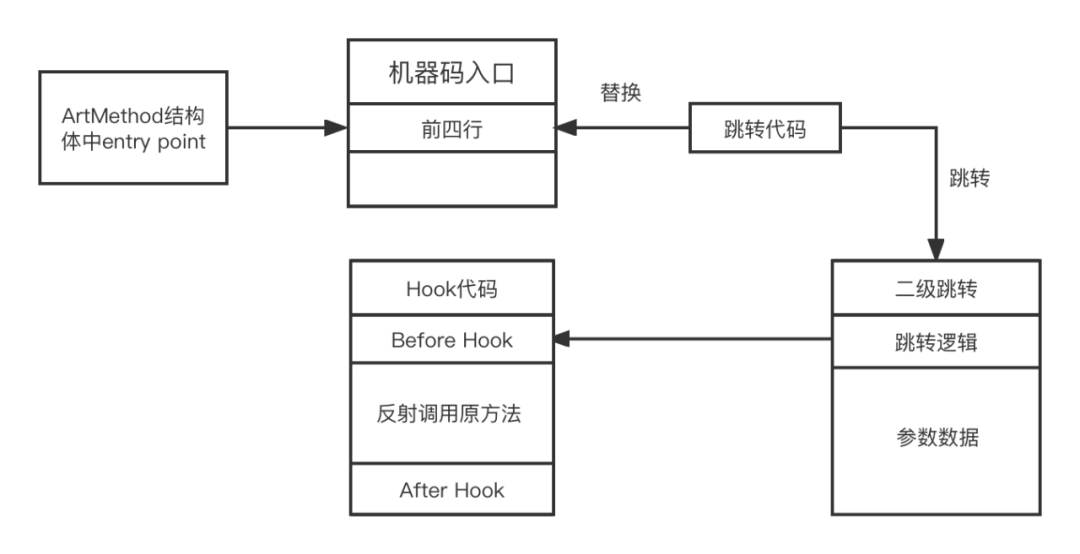 机器码入口
ArtMethod结构
体中entry point
前四行
替换
跳转代码
跳转
Hook代码
Before Hook
反射调用原方法
After Hook
二级跳转
跳转逻辑
参数数据